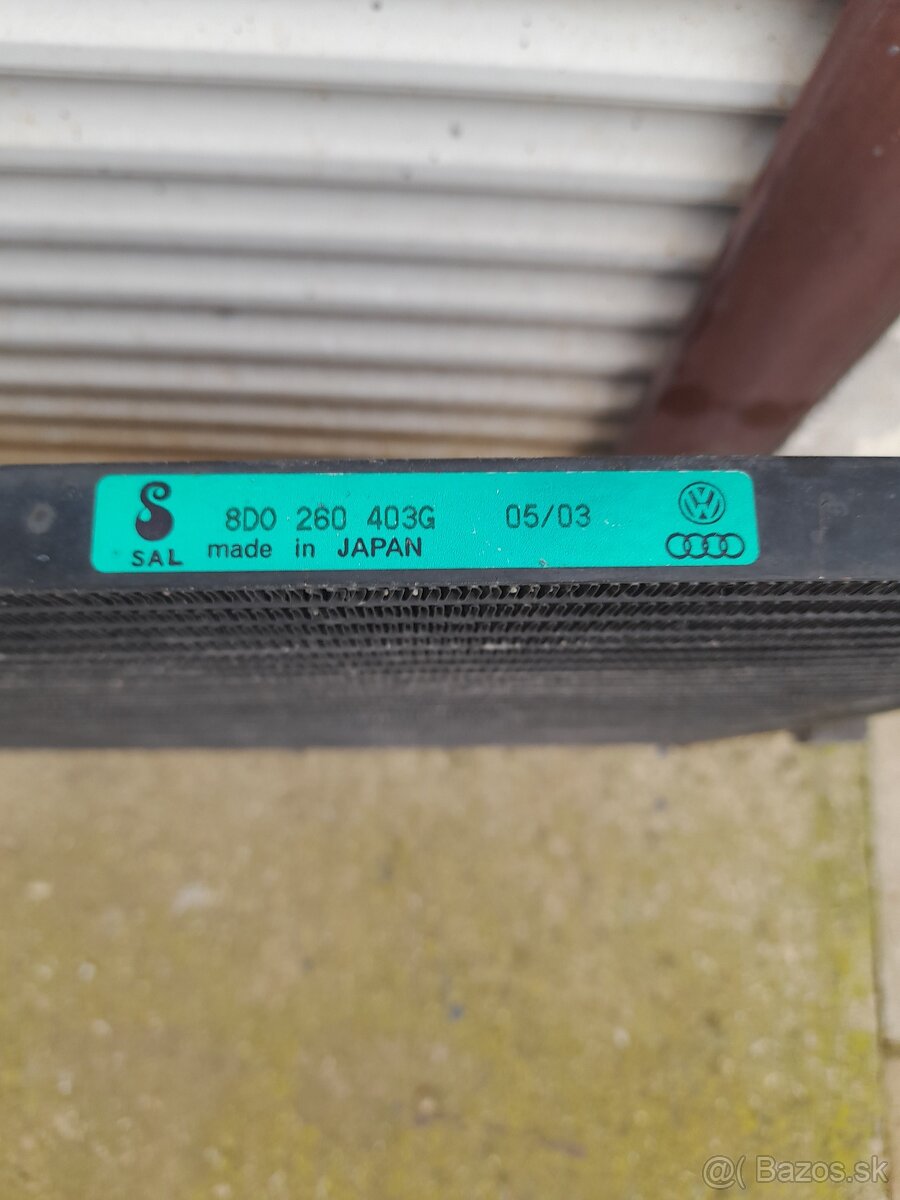 8D0 260 403G 05/03
SAL made in JAPAN
@( Bazos.sk